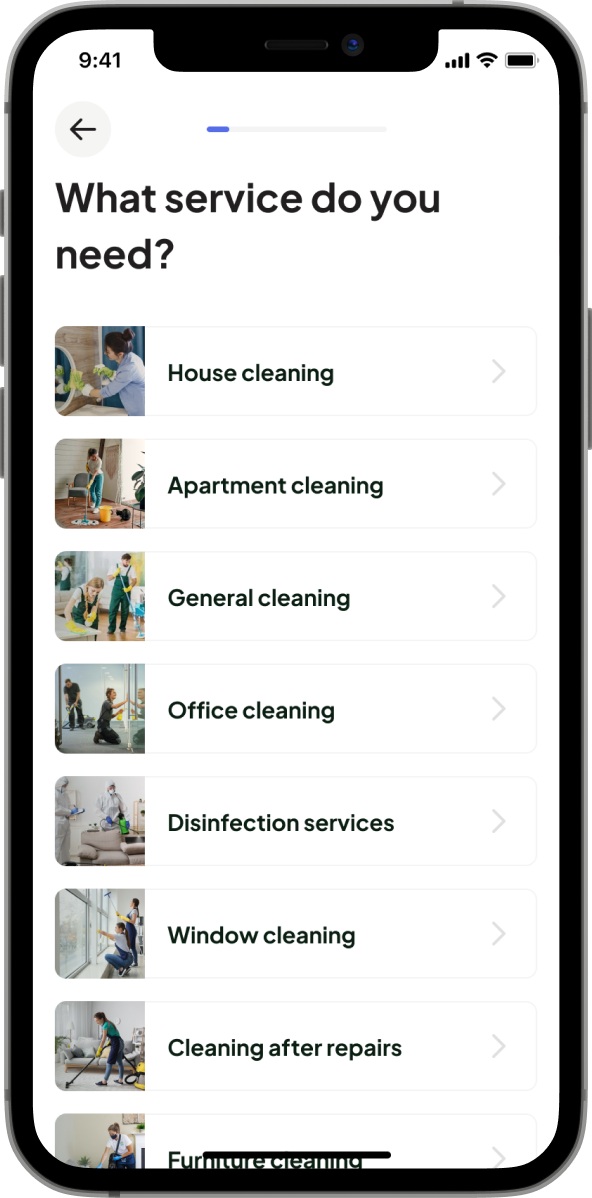 9:41
What service do you
need?
House cleaning
Apartment cleaning
General cleaning
Office cleaning
Disinfection services
Window cleaning
Cleaning after repairs
Furniture cleaning